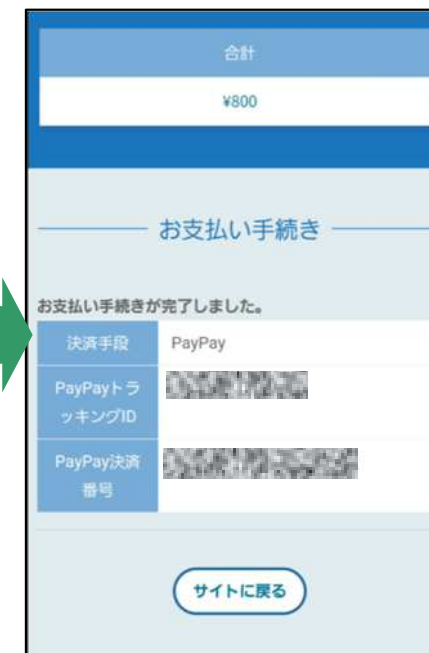 合計
¥800
お支払い手続き
お支払い手続きが完了しました。
決済手段 PayPay
PayPayトラ
ッキングID
PayPay決済
番号
サイトに戻る